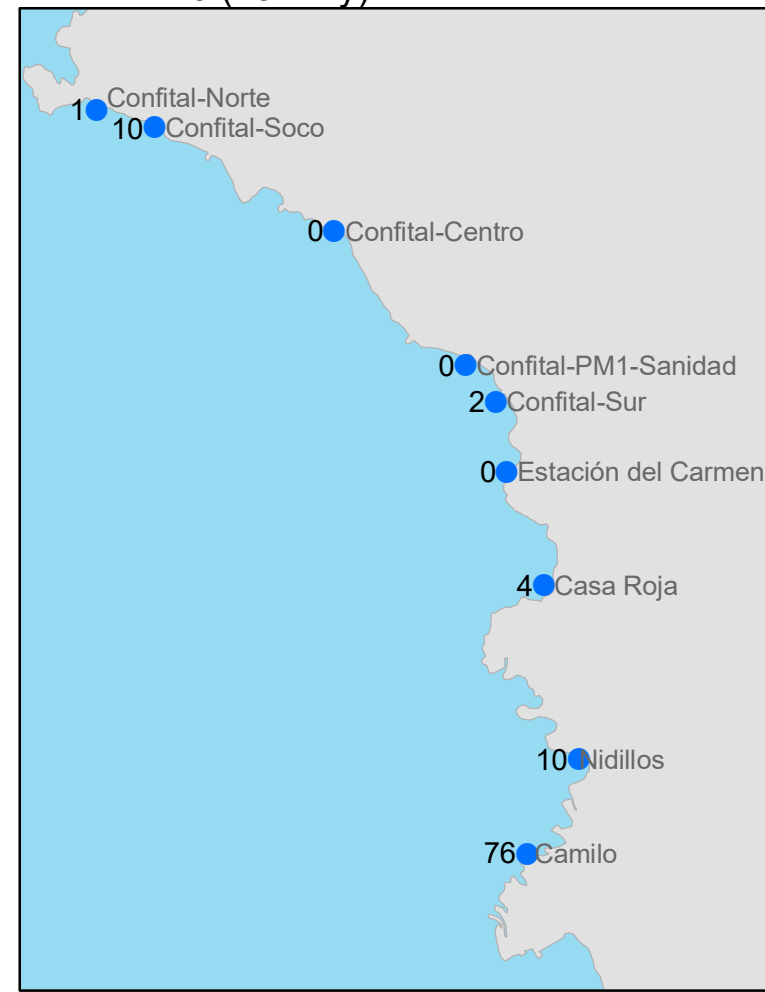 Confital-Norte
1
10 Confital-Soco
0 Confital-Centro
0 Confital-PM1-Sanidad
2 Confital-Sur
0 Estación del Carmen
4 Casa Roja
10 Nidillos
76 Camilo